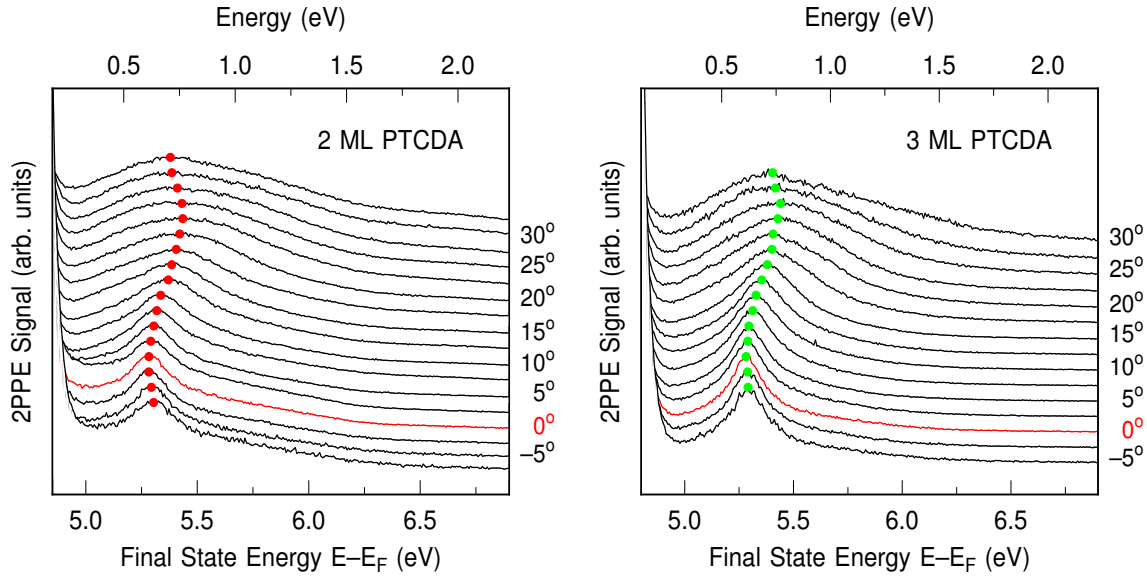 Energy (eV)
0.5 1.0 1.5 2.0
2 ML PTCDA
2PPE Signal (arb. units)
30°
25°
20°
15°
10°
5°
0°
–5°
5.0 5.5 6.0 6.5
Final State Energy E–E_F (eV)
Energy (eV)
0.5 1.0 1.5 2.0
3 ML PTCDA
2PPE Signal (arb. units)
30°
25°
20°
15°
10°
5°
0°
–5°
5.0 5.5 6.0 6.5
Final State Energy E–E_F (eV)